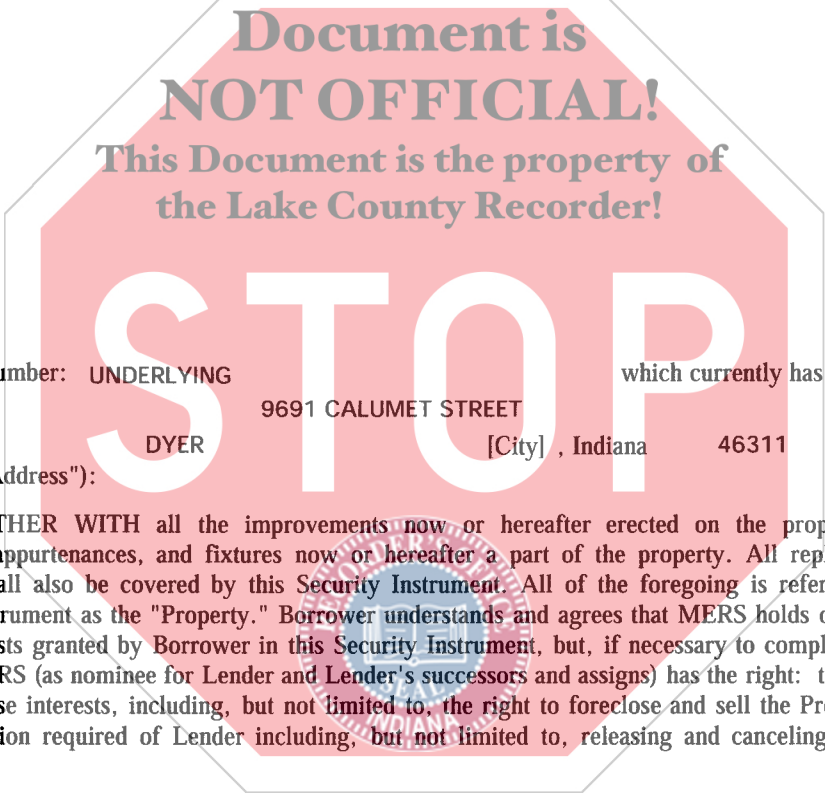 Document is
NOT OFFICIAL!
This Document is the property of
the Lake County Recorder!
STOP
umber: UNDERLYING which currently has
9691 CALUMET STREET
DYER [City] , Indiana 46311
ddress"):
THER WITH all the improvements now or hereafter erected on the prop
appurtenances, and fixtures now or hereafter a part of the property. All repl
all also be covered by this Security Instrument. All of the foregoing is refer
rument as the "Property." Borrower understands and agrees that MERS holds o
sts granted by Borrower in this Security Instrument, but, if necessary to compl
RS (as nominee for Lender and Lender's successors and assigns) has the right: t
se interests, including, but not limited to, the right to foreclose and sell the Pr
ion required of Lender including, but not limited to, releasing and canceling
SEAL
INDIANA